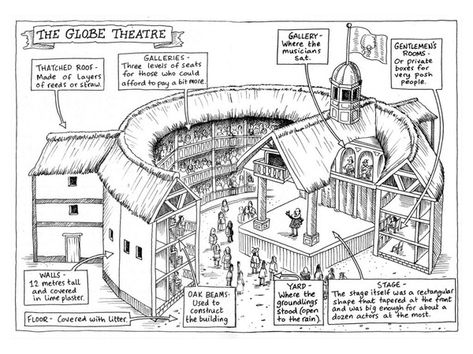 THE GLOBE THEATRE
THATCHED ROOF-
Made of Layers
of reeds or straw.
GALLERIES-
Three levels of seats
for those who could
afford to pay a bit more.
GALLERY-
Where the
musicians
Sat.
GENTLEMEN'S
ROOMS-
Or private
boxes for
very posh
people.
WALLS-
12 metres tall
and covered
in lime plaster.
FLOOR- Covered with Litter.
OAK BEAMS-
Used to
construct
the building
YARD-
Where the
groundlings
stood (open
to the rain).
STAGE-
The stage itself was a rectangular
shape that tapered at the front
and was big enough for about a
dozen actors at the most.